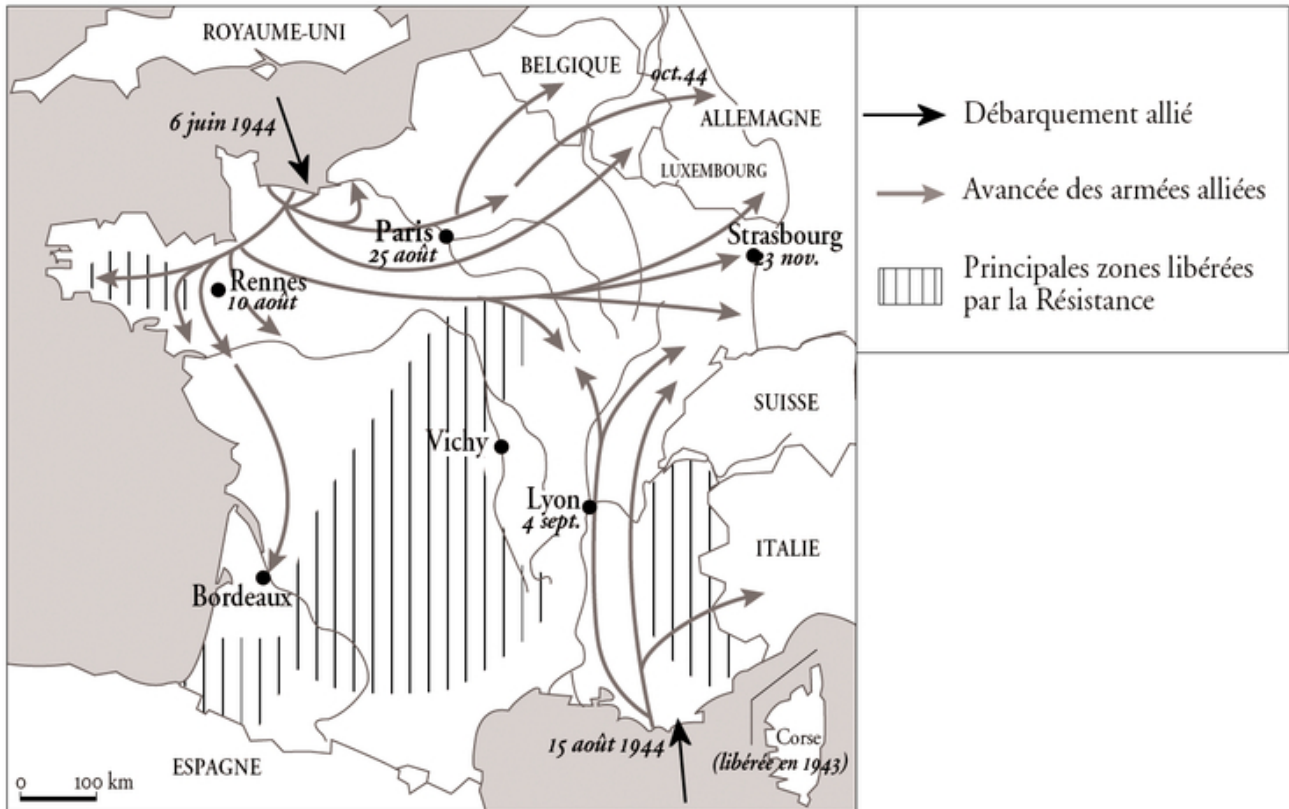 ROYAUME-UNI
BELGIQUE
oct.44
6 juin 1944
ALLEMAGNE
LUXEMBOURG
Paris
25 août
Strasbourg
23 nov.
Rennes
10 août
SUISSE
Vichy
Lyon
4 sept.
ITALIE
Bordeaux
15 août 1944
Corse
(libérée en 1943)
ESPAGNE
0 100 km
Débarquement allié
Avancée des armées alliées
Principales zones libérées
par la Résistance